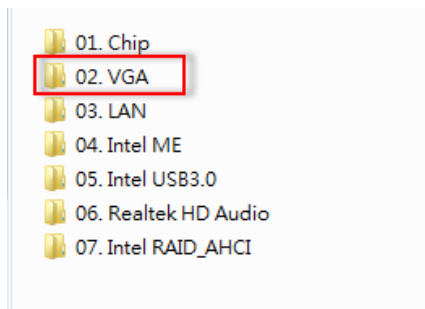 01. Chip
02. VGA
03. LAN
04. Intel ME
05. Intel USB3.0
06. Realtek HD Audio
07. Intel RAID_AHCI